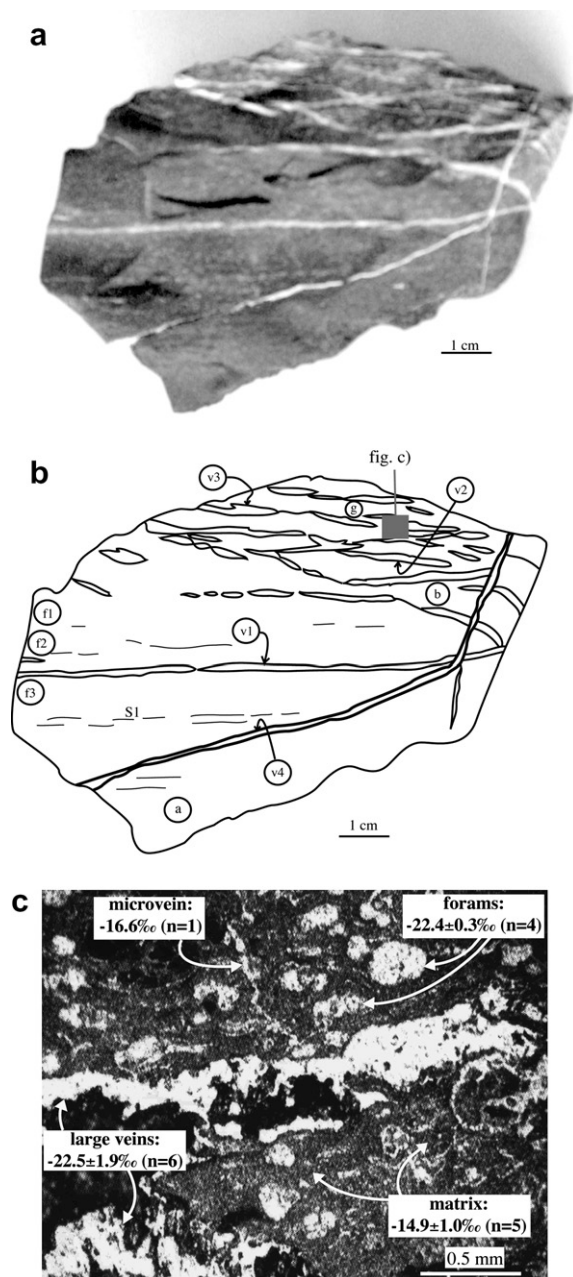 a
1 cm
b
fig. c)
v3
v2
g
b
f1
f2
v1
f3
S1
v4
a
1 cm
c
microvein:
-16.6‰ (n=1)
forams:
-22.4±0.3‰ (n=4)
large veins:
-22.5±1.9‰ (n=6)
matrix:
-14.9±1.0‰ (n=5)
0.5 mm